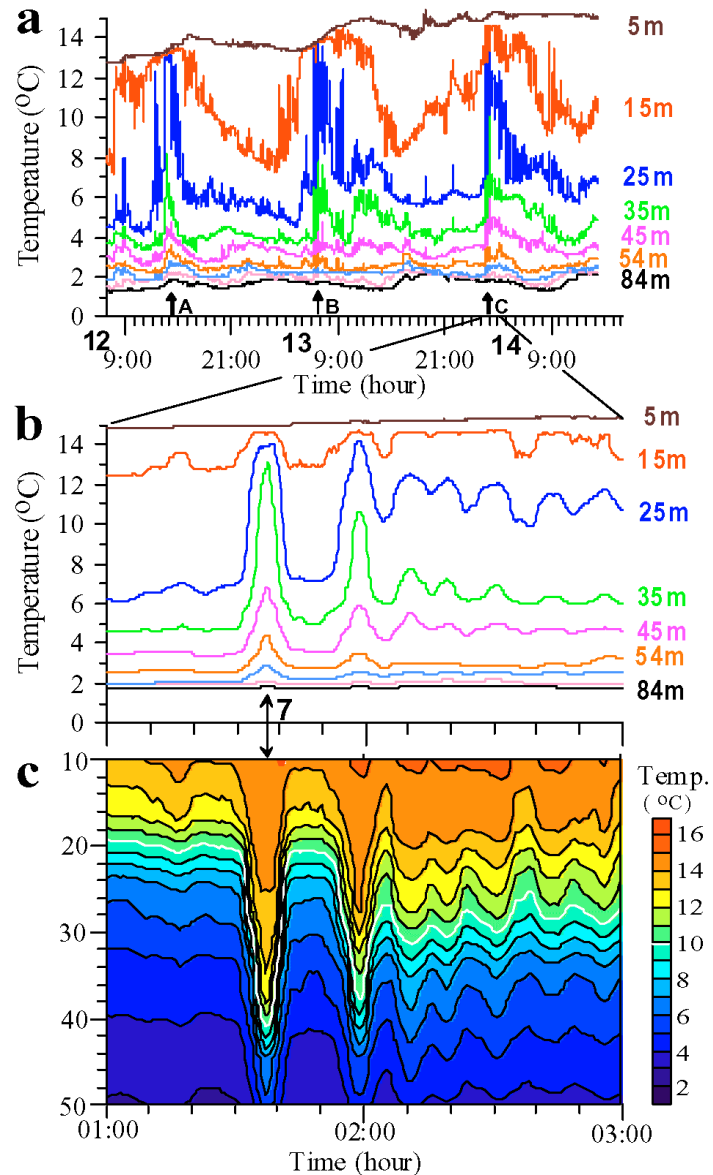 a
14
12
10
8
6
4
2
0
Temperature (°C)
5m
15m
25m
35m
45m
54m
84m
A
B
C
12
13
14
9:00
21:00
9:00
21:00
9:00
Time (hour)
b
14
12
10
8
6
4
2
0
Temperature (°C)
5m
15m
25m
35m
45m
54m
84m
7
c
10
20
30
40
50
Temp.
(°C)
16
14
12
10
8
6
4
2
01:00
02:00
03:00
Time (hour)